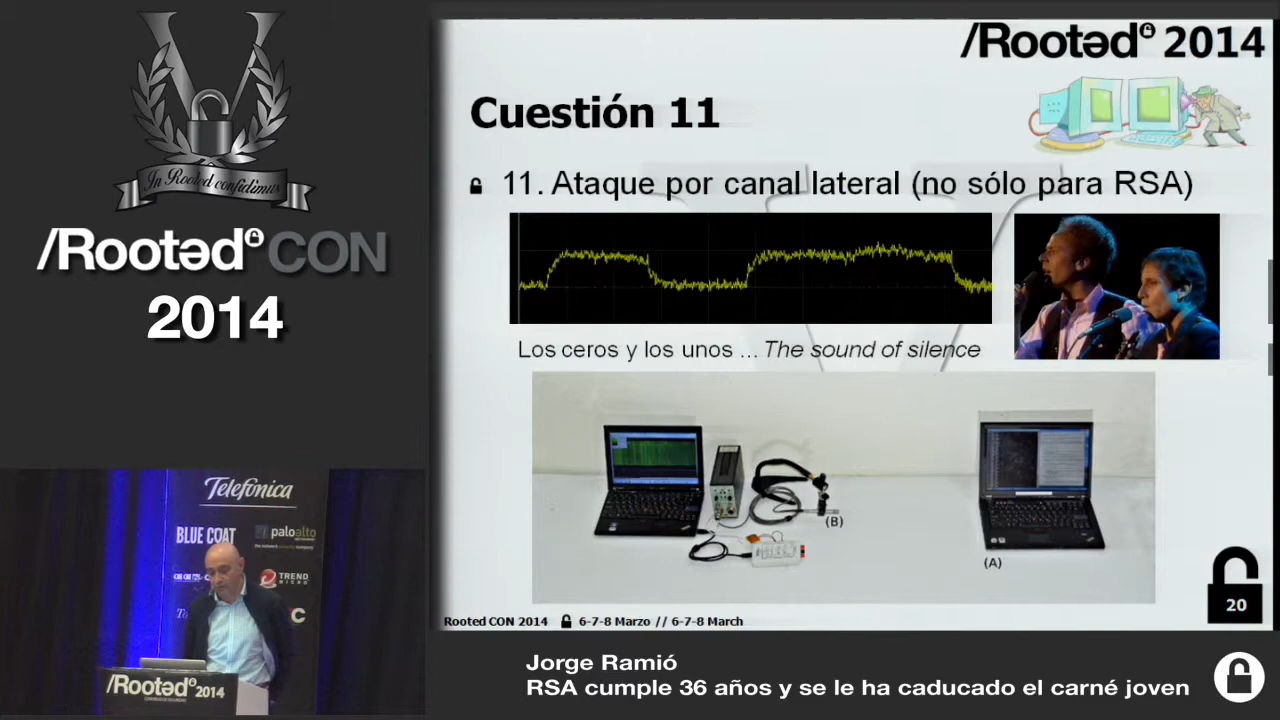 In Rooted confidimus
/Rootəd CON
2014
/Rootəd 2014
Cuestión 11
11. Ataque por canal lateral (no sólo para RSA)
Los ceros y los unos ... The sound of silence
(B)
(A)
20
Rooted CON 2014 6-7-8 Marzo // 6-7-8 March
Telefónica
BLUE COAT
paloalto
TREND
MICRO
/Rootəd 2014
Jorge Ramió
RSA cumple 36 años y se le ha caducado el carné joven